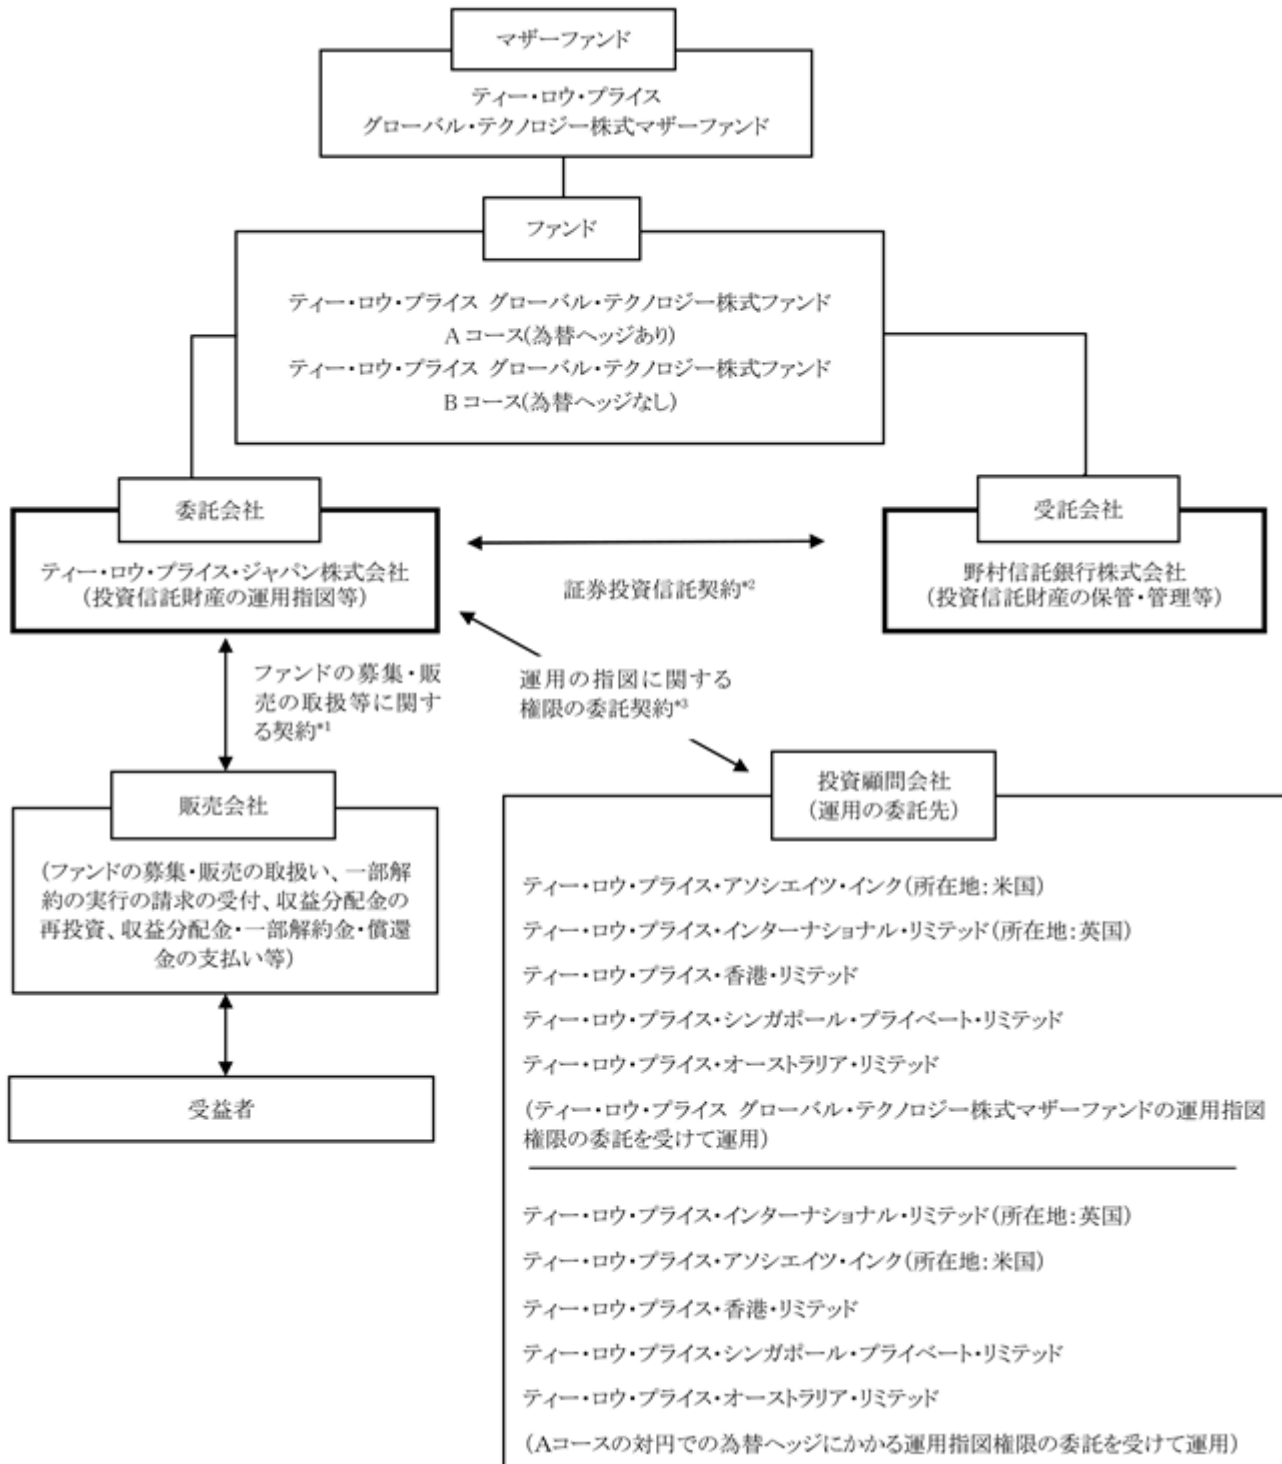 マザーファンド
ティー・ロウ・プライス
グローバル・テクノロジー株式マザーファンド
ファンド
ティー・ロウ・プライス グローバル・テクノロジー株式ファンド
Aコース(為替ヘッジあり)
ティー・ロウ・プライス グローバル・テクノロジー株式ファンド
Bコース(為替ヘッジなし)
委託会社
ティー・ロウ・プライス・ジャパン株式会社
(投資信託財産の運用指図等)
証券投資信託契約*2
受託会社
野村信託銀行株式会社
(投資信託財産の保管・管理等)
ファンドの募集・販
売の取扱等に関す
る契約*1
運用の指図に関する
権限の委託契約*3
販売会社
(ファンドの募集・販売の取扱い、一部解
約の実行の請求の受付、収益分配金の
再投資、収益分配金・一部解約金・償還
金の支払い等)
受益者
投資顧問会社
(運用の委託先)
ティー・ロウ・プライス・アソシエイツ・インク(所在地:米国)
ティー・ロウ・プライス・インターナショナル・リミテッド(所在地:英国)
ティー・ロウ・プライス・香港・リミテッド
ティー・ロウ・プライス・シンガポール・プライベート・リミテッド
ティー・ロウ・プライス・オーストラリア・リミテッド
(ティー・ロウ・プライス グローバル・テクノロジー株式マザーファンドの運用指図
権限の委託を受けて運用)
ティー・ロウ・プライス・インターナショナル・リミテッド(所在地:英国)
ティー・ロウ・プライス・アソシエイツ・インク(所在地:米国)
ティー・ロウ・プライス・香港・リミテッド
ティー・ロウ・プライス・シンガポール・プライベート・リミテッド
ティー・ロウ・プライス・オーストラリア・リミテッド
(Aコースの対円での為替ヘッジにかかる運用指図権限の委託を受けて運用)